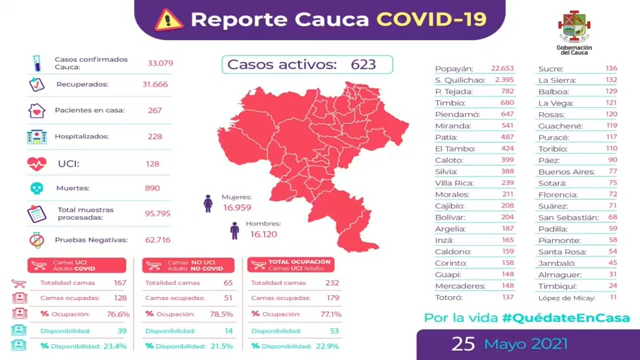 Reporte Cauca COVID-19
Gobernación
del Cauca
Casos confirmados
Cauca: 33.079
Recuperados: 31.666
Pacientes en casa: 267
Hospitalizados: 228
UCI: 128
Muertes: 890
Total muestras
procesadas: 95.795
Pruebas Negativas: 62.716
Casos activos: 623
Mujeres:
16.959
Hombres:
16.120
Popayán: 22.653
S. Quilichao: 2.395
P. Tejada: 782
Timbío: 680
Piendamó: 647
Miranda: 541
Patía: 487
El Tambo: 424
Caloto: 399
Silvia: 388
Villa Rica: 239
Morales: 211
Cajibío: 208
Bolívar: 204
Argelia: 187
Inzá: 165
Caldono: 159
Corinto: 158
Guapi: 148
Mercaderes: 148
Totoró: 137
Sucre: 136
La Sierra: 132
Balboa: 129
La Vega: 121
Rosas: 120
Guachené: 119
Puracé: 117
Toribio: 110
Páez: 90
Buenos Aires: 77
Sotará: 75
Florencia: 72
Suárez: 71
San Sebastián: 68
Padilla: 59
Piamonte: 58
Santa Rosa: 54
Jambaló: 45
Almaguer: 31
Timbiquí: 24
López de Micay: 11
Camas UCI
Adulto COVID
Totalidad camas 167
Camas ocupadas: 128
% Ocupación: 76.6%
Disponibilidad: 39
% Disponibilidad: 23.4%
Camas NO UCI
Adulto NO COVID
Totalidad camas 65
Camas ocupadas: 51
% Ocupación: 78.5%
Disponibilidad: 14
% Disponibilidad: 21.5%
TOTAL OCUPACIÓN
Camas UCI Adulto
Totalidad camas 232
Camas ocupadas: 179
% Ocupación: 77.1%
Disponibilidad: 53
% Disponibilidad: 22.9%
Por la vida #QuédateEnCasa
25 Mayo 2021